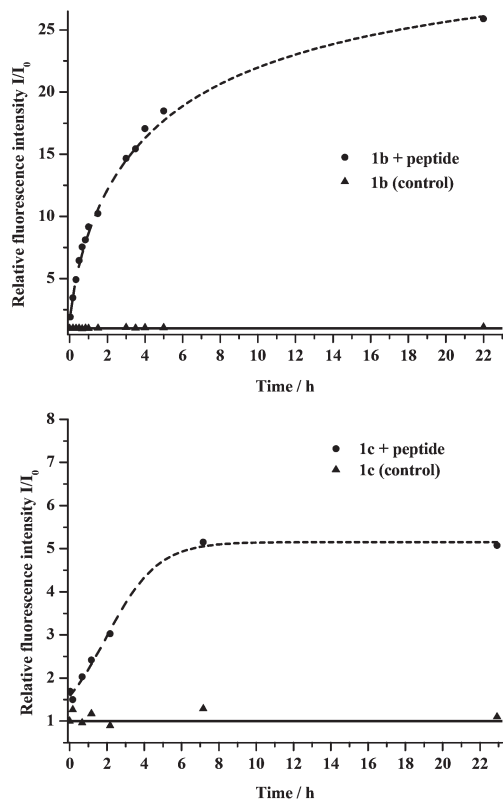 Relative fluorescence intensity I/I0
25
20
15
10
5
1b + peptide
1b (control)
0 2 4 6 8 10 12 14 16 18 20 22
Time / h
Relative fluorescence intensity I/I0
8
7
6
5
4
3
2
1
1c + peptide
1c (control)
0 2 4 6 8 10 12 14 16 18 20 22
Time / h